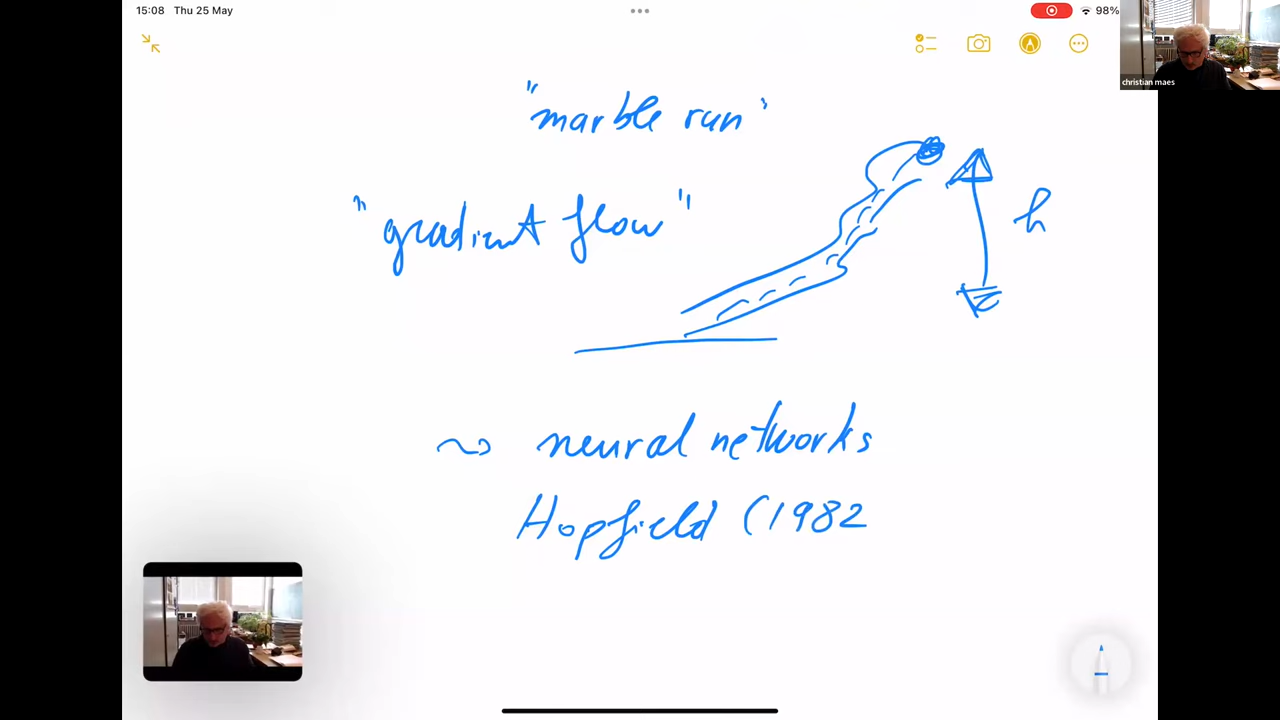 15:08 Thu 25 May
98%
christian maes
"marble run"
"gradient flow"
h
neural networks
Hopfield (1982